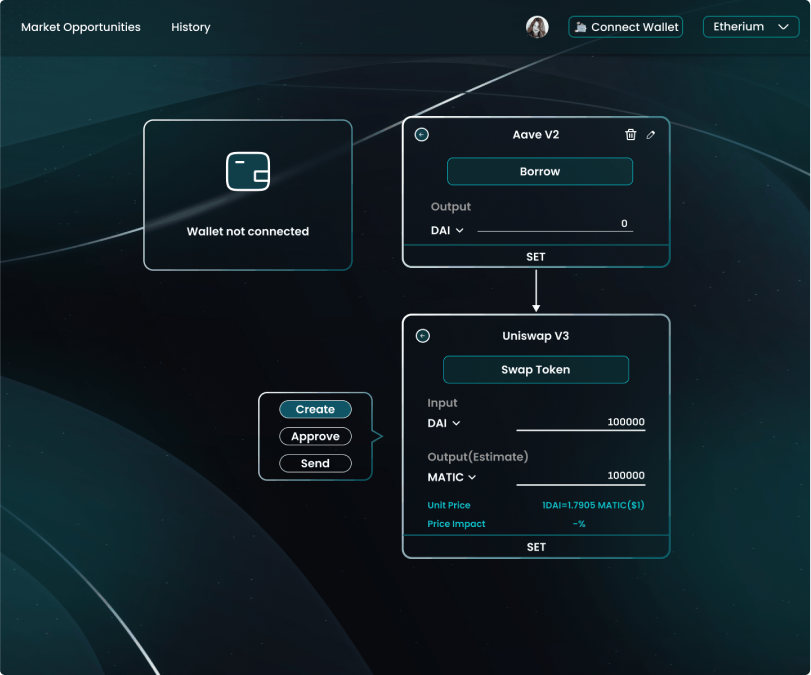 Market Opportunities
History
Connect Wallet
Etherium
Wallet not connected
Aave V2
Borrow
Output
DAI
0
SET
Uniswap V3
Swap Token
Input
DAI
100000
Output(Estimate)
MATIC
100000
Unit Price
1DAI=1.7905 MATIC($1)
Price Impact
-%
SET
Create
Approve
Send